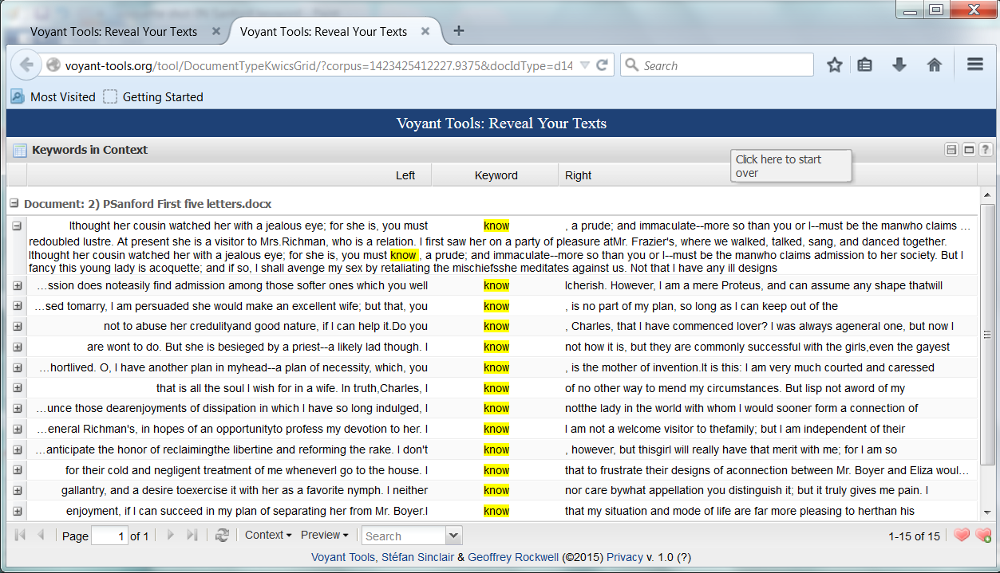 Voyant Tools: Reveal Your Texts × Voyant Tools: Reveal Your Texts × +
voyant-tools.org/tool/DocumentTypeKwicsGrid/?corpus=1423425412227.9375&docIdType=d14 Search
Most Visited Getting Started
Voyant Tools: Reveal Your Texts
Keywords in Context ?
Click here to start
over
Left Keyword Right
Document: 2) PSanford First five letters.docx
Ithought her cousin watched her with a jealous eye; for she is, you must know , a prude; and immaculate--more so than you or I--must be the manwho claims ...
redoubled lustre. At present she is a visitor to Mrs.Richman, who is a relation. I first saw her on a party of pleasure atMr. Frazier's, where we walked, talked, sang, and danced together.
Ithought her cousin watched her with a jealous eye; for she is, you must know , a prude; and immaculate--more so than you or I--must be the manwho claims admission to her society. But I
fancy this young lady is acoquette; and if so, I shall avenge my sex by retaliating the mischiefsshe meditates against us. Not that I have any ill designs
...ssion does noteasily find admission among those softer ones which you well know Icherish. However, I am a mere Proteus, and can assume any shape thatwill
...sed tomarry, I am persuaded she would make an excellent wife; but that, you know , is no part of my plan, so long as I can keep out of the
not to abuse her credulityand good nature, if I can help it.Do you know , Charles, that I have commenced lover? I was always ageneral one, but now I
are wont to do. But she is besieged by a priest--a likely lad though. I know not how it is, but they are commonly successful with the girls,even the gayest
...hortlived. O, I have another plan in myhead--a plan of necessity, which, you know , is the mother of invention.It is this: I am very much courted and caressed
that is all the soul I wish for in a wife. In truth,Charles, I know of no other way to mend my circumstances. But lisp not aword of my
...unce those dearenjoyments of dissipation in which I have so long indulged, I know notthe lady in the world with whom I would sooner form a connection of
...eneral Richman's, in hopes of an opportunityto profess my devotion to her. I know I am not a welcome visitor to thefamily; but I am independent of their
...anticipate the honor of reclaimingthe libertine and reforming the rake. I don't know , however, but thisgirl will really have that merit with me; for I am so
for their cold and negligent treatment of me wheneverI go to the house. I know that to frustrate their designs of aconnection between Mr. Boyer and Eliza woul...
gallantry, and a desire toexercise it with her as a favorite nymph. I neither know nor care bywhat appellation you distinguish it; but it truly gives me pain. I
enjoyment, if I can succeed in my plan of separating her from Mr. Boyer.I know that my situation and mode of life are far more pleasing to herthan his
Page 1 of 1 Context Preview Search 1-15 of 15
Voyant Tools, Stéfan Sinclair & Geoffrey Rockwell (©2015) Privacy v. 1.0 (?)